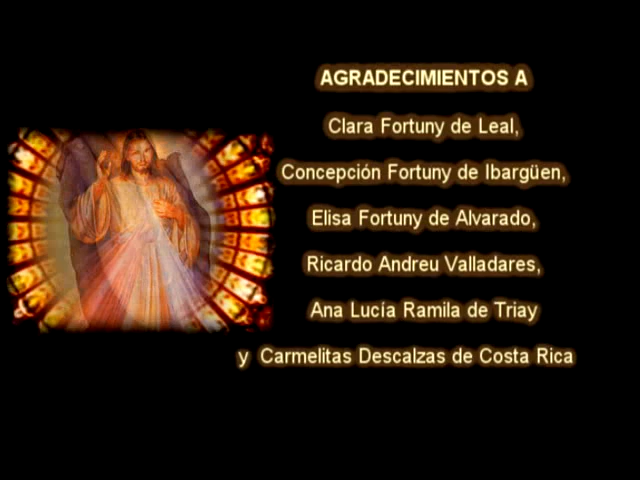 AGRADECIMIENTOS A
Clara Fortuny de Leal,
Concepción Fortuny de Ibargüen,
Elisa Fortuny de Alvarado,
Ricardo Andreu Valladares,
Ana Lucía Ramila de Triay
y Carmelitas Descalzas de Costa Rica